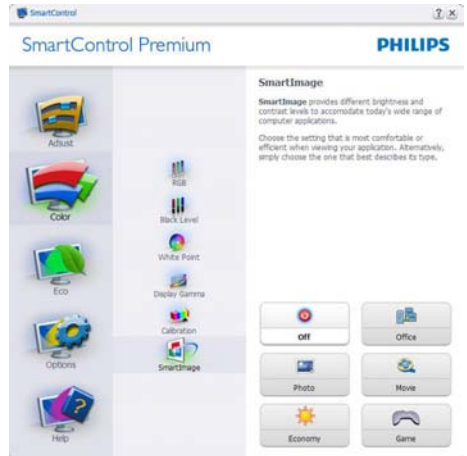 SmartControl
SmartControl Premium
PHILIPS
Adjust
Color
Eco
Options
Help
RGB
Black Level
White Point
Display Gamma
Calibration
SmartImage
SmartImage
SmartImage provides different brightness and
contrast levels to accomodate today's wide range of
computer applications.
Choose the setting that is most comfortable or
efficient when viewing your application. Alternatively,
simply choose the one that best describes its type.
Off
Office
Photo
Movie
Economy
Game